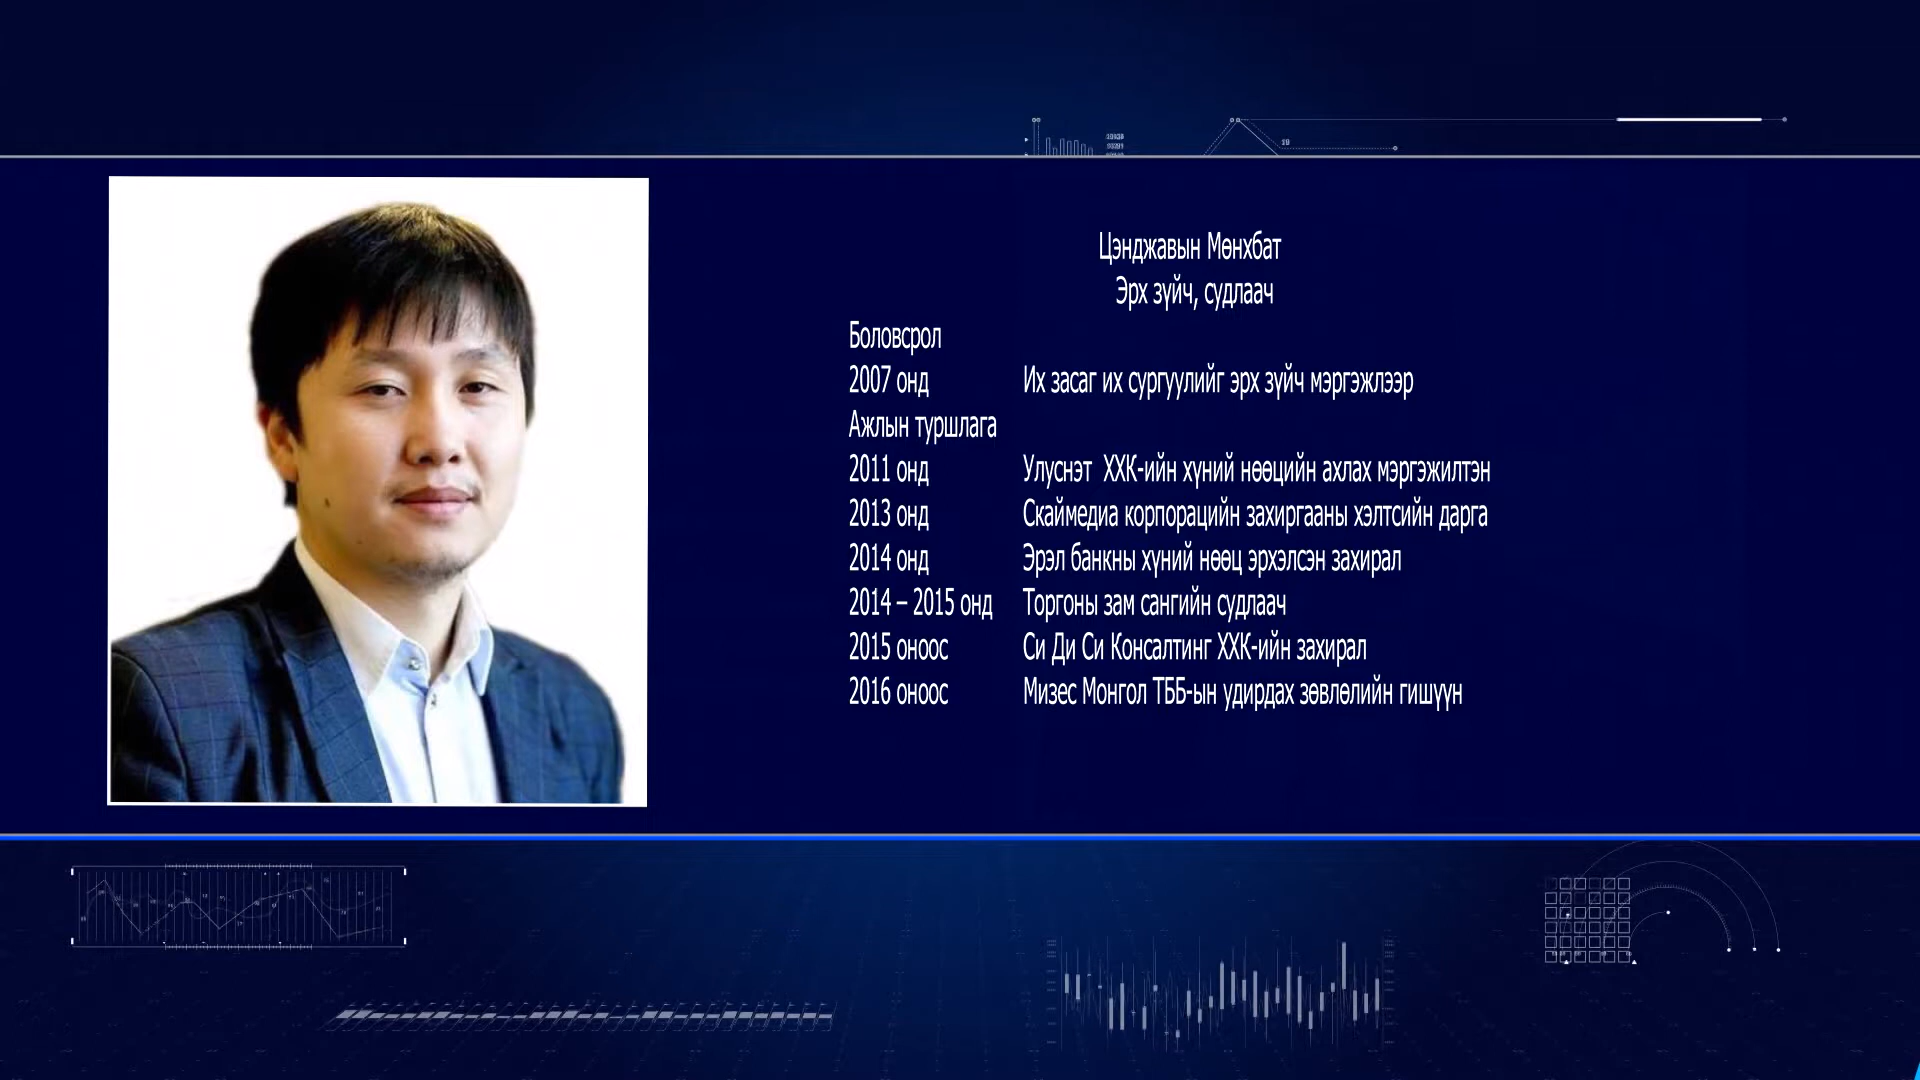 Цэнджавын Мөнхбат
Эрх зүйч, судлаач
Боловсрол
2007 онд Их засаг их сургуулийг эрх зүйч мэргэжлээр
Ажлын туршлага
2011 онд Улуснэт ХХК-ийн хүний нөөцийн ахлах мэргэжилтэн
2013 онд Скаймедиа корпорацийн захиргааны хэлтсийн дарга
2014 онд Эрэл банкны хүний нөөц эрхэлсэн захирал
2014 – 2015 онд Торгоны зам сангийн судлаач
2015 оноос Си Ди Си Консалтинг ХХК-ийн захирал
2016 оноос Мизес Монгол ТББ-ын удирдах зөвлөлийн гишүүн